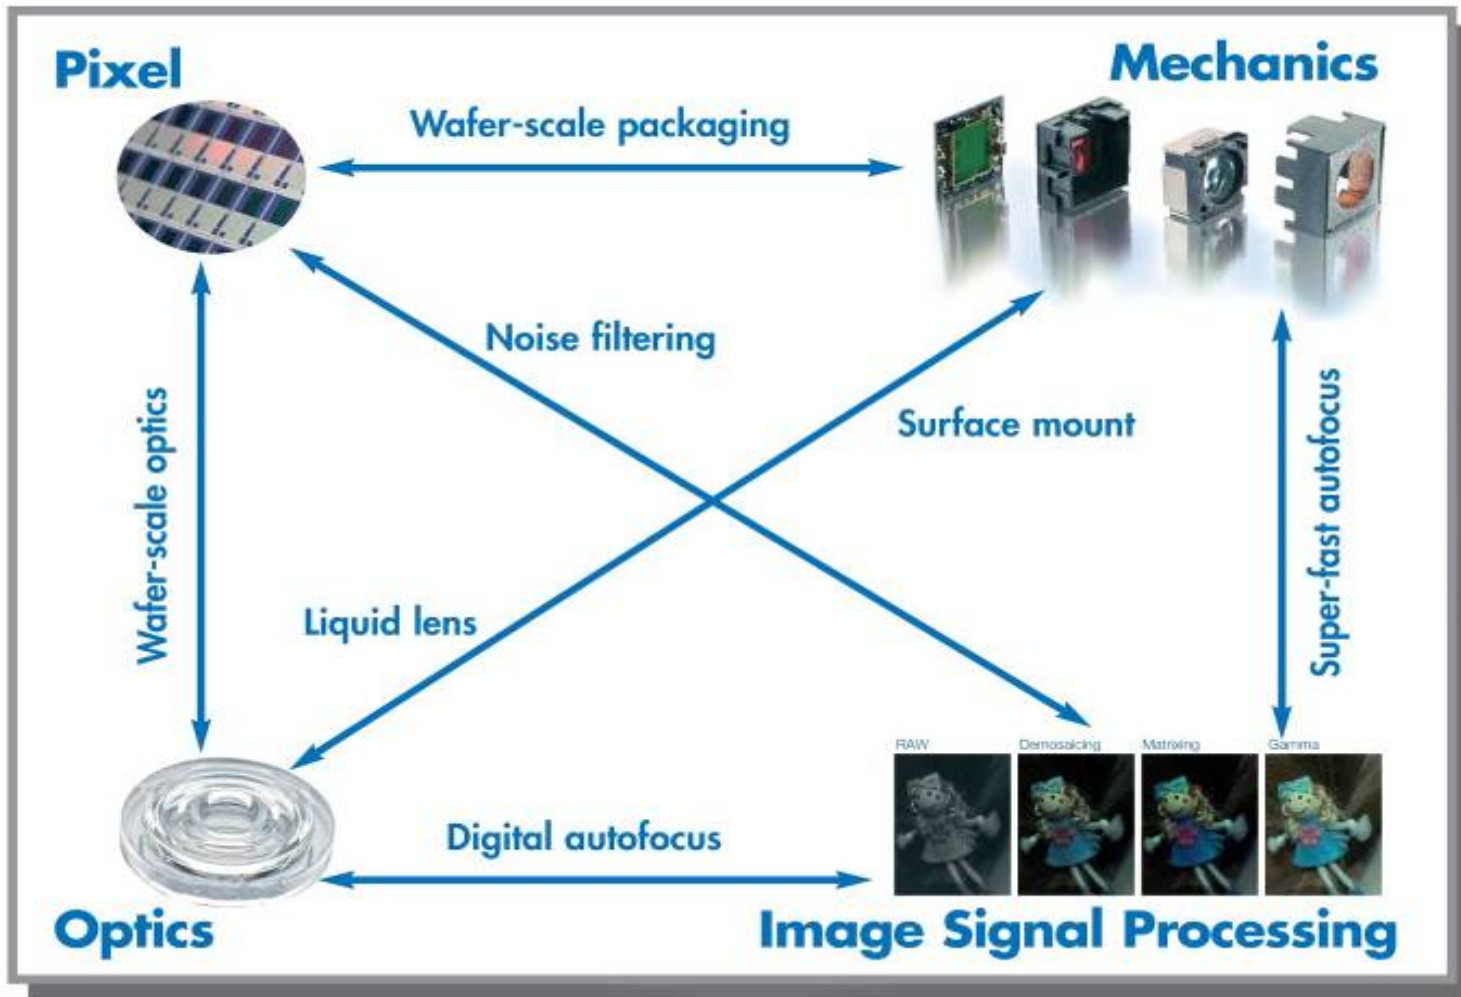 Pixel
Mechanics
Wafer-scale packaging
Noise filtering
Surface mount
Wafer-scale optics
Super-fast autofocus
Liquid lens
RAW
Demosaicing
Matrixing
Gamma
Digital autofocus
Optics
Image Signal Processing